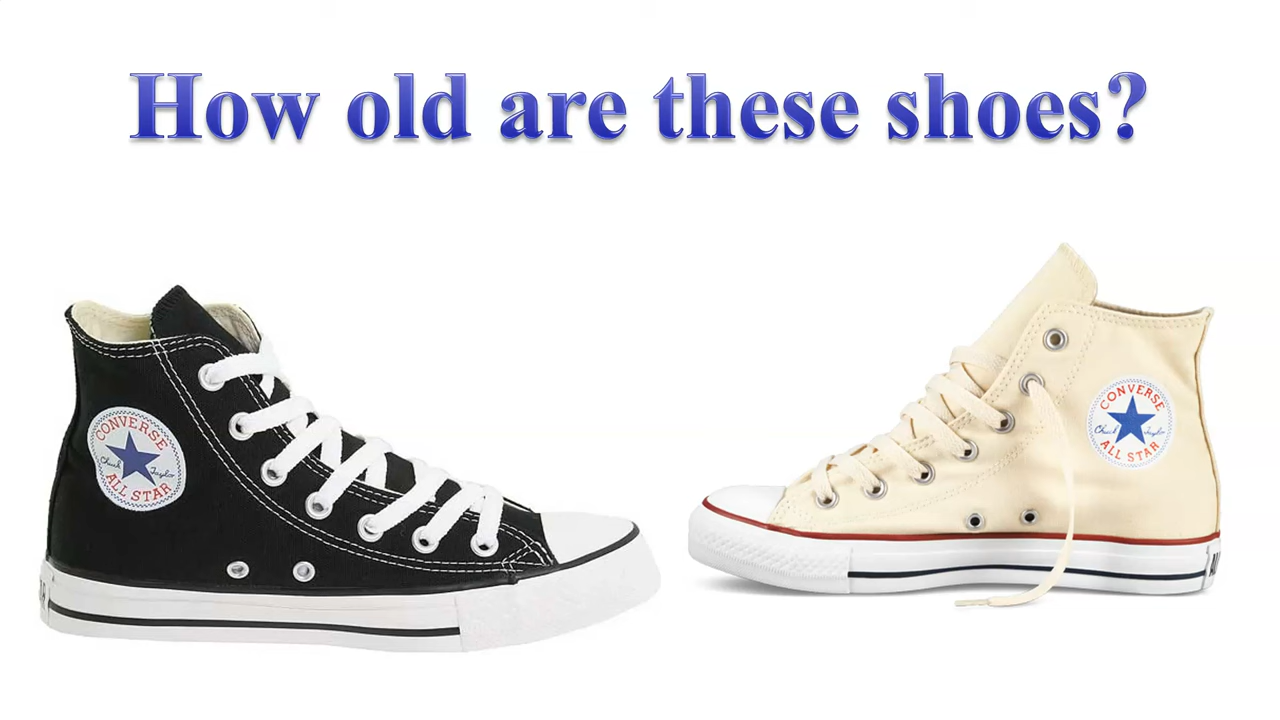 How old are these shoes?
CONVERSE
Chuck Taylor
ALL STAR
CONVERSE
Chuck Taylor
ALL STAR